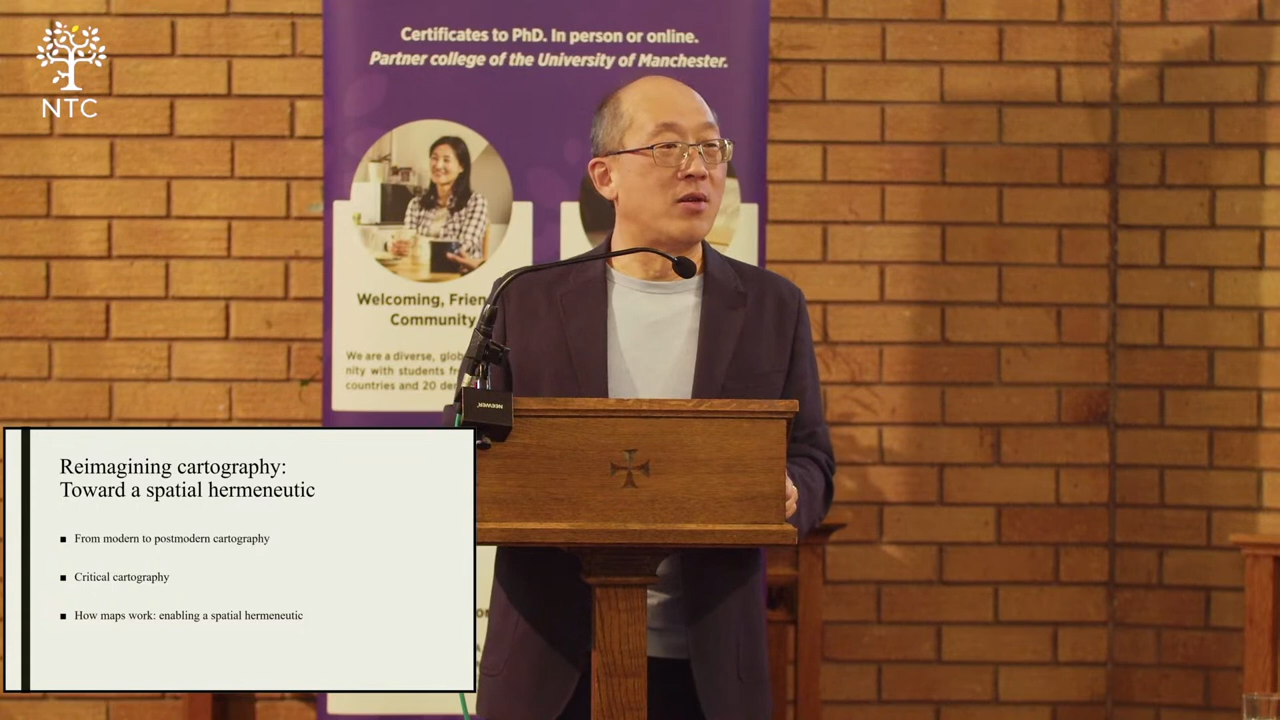 NTC
Certificates to PhD. In person or online.
Partner college of the University of Manchester.
Welcoming, Frien
Community
We are a diverse, glob
nity with students fr
countries and 20 de
NEEWER
Reimagining cartography:
Toward a spatial hermeneutic
■ From modern to postmodern cartography
■ Critical cartography
■ How maps work: enabling a spatial hermeneutic